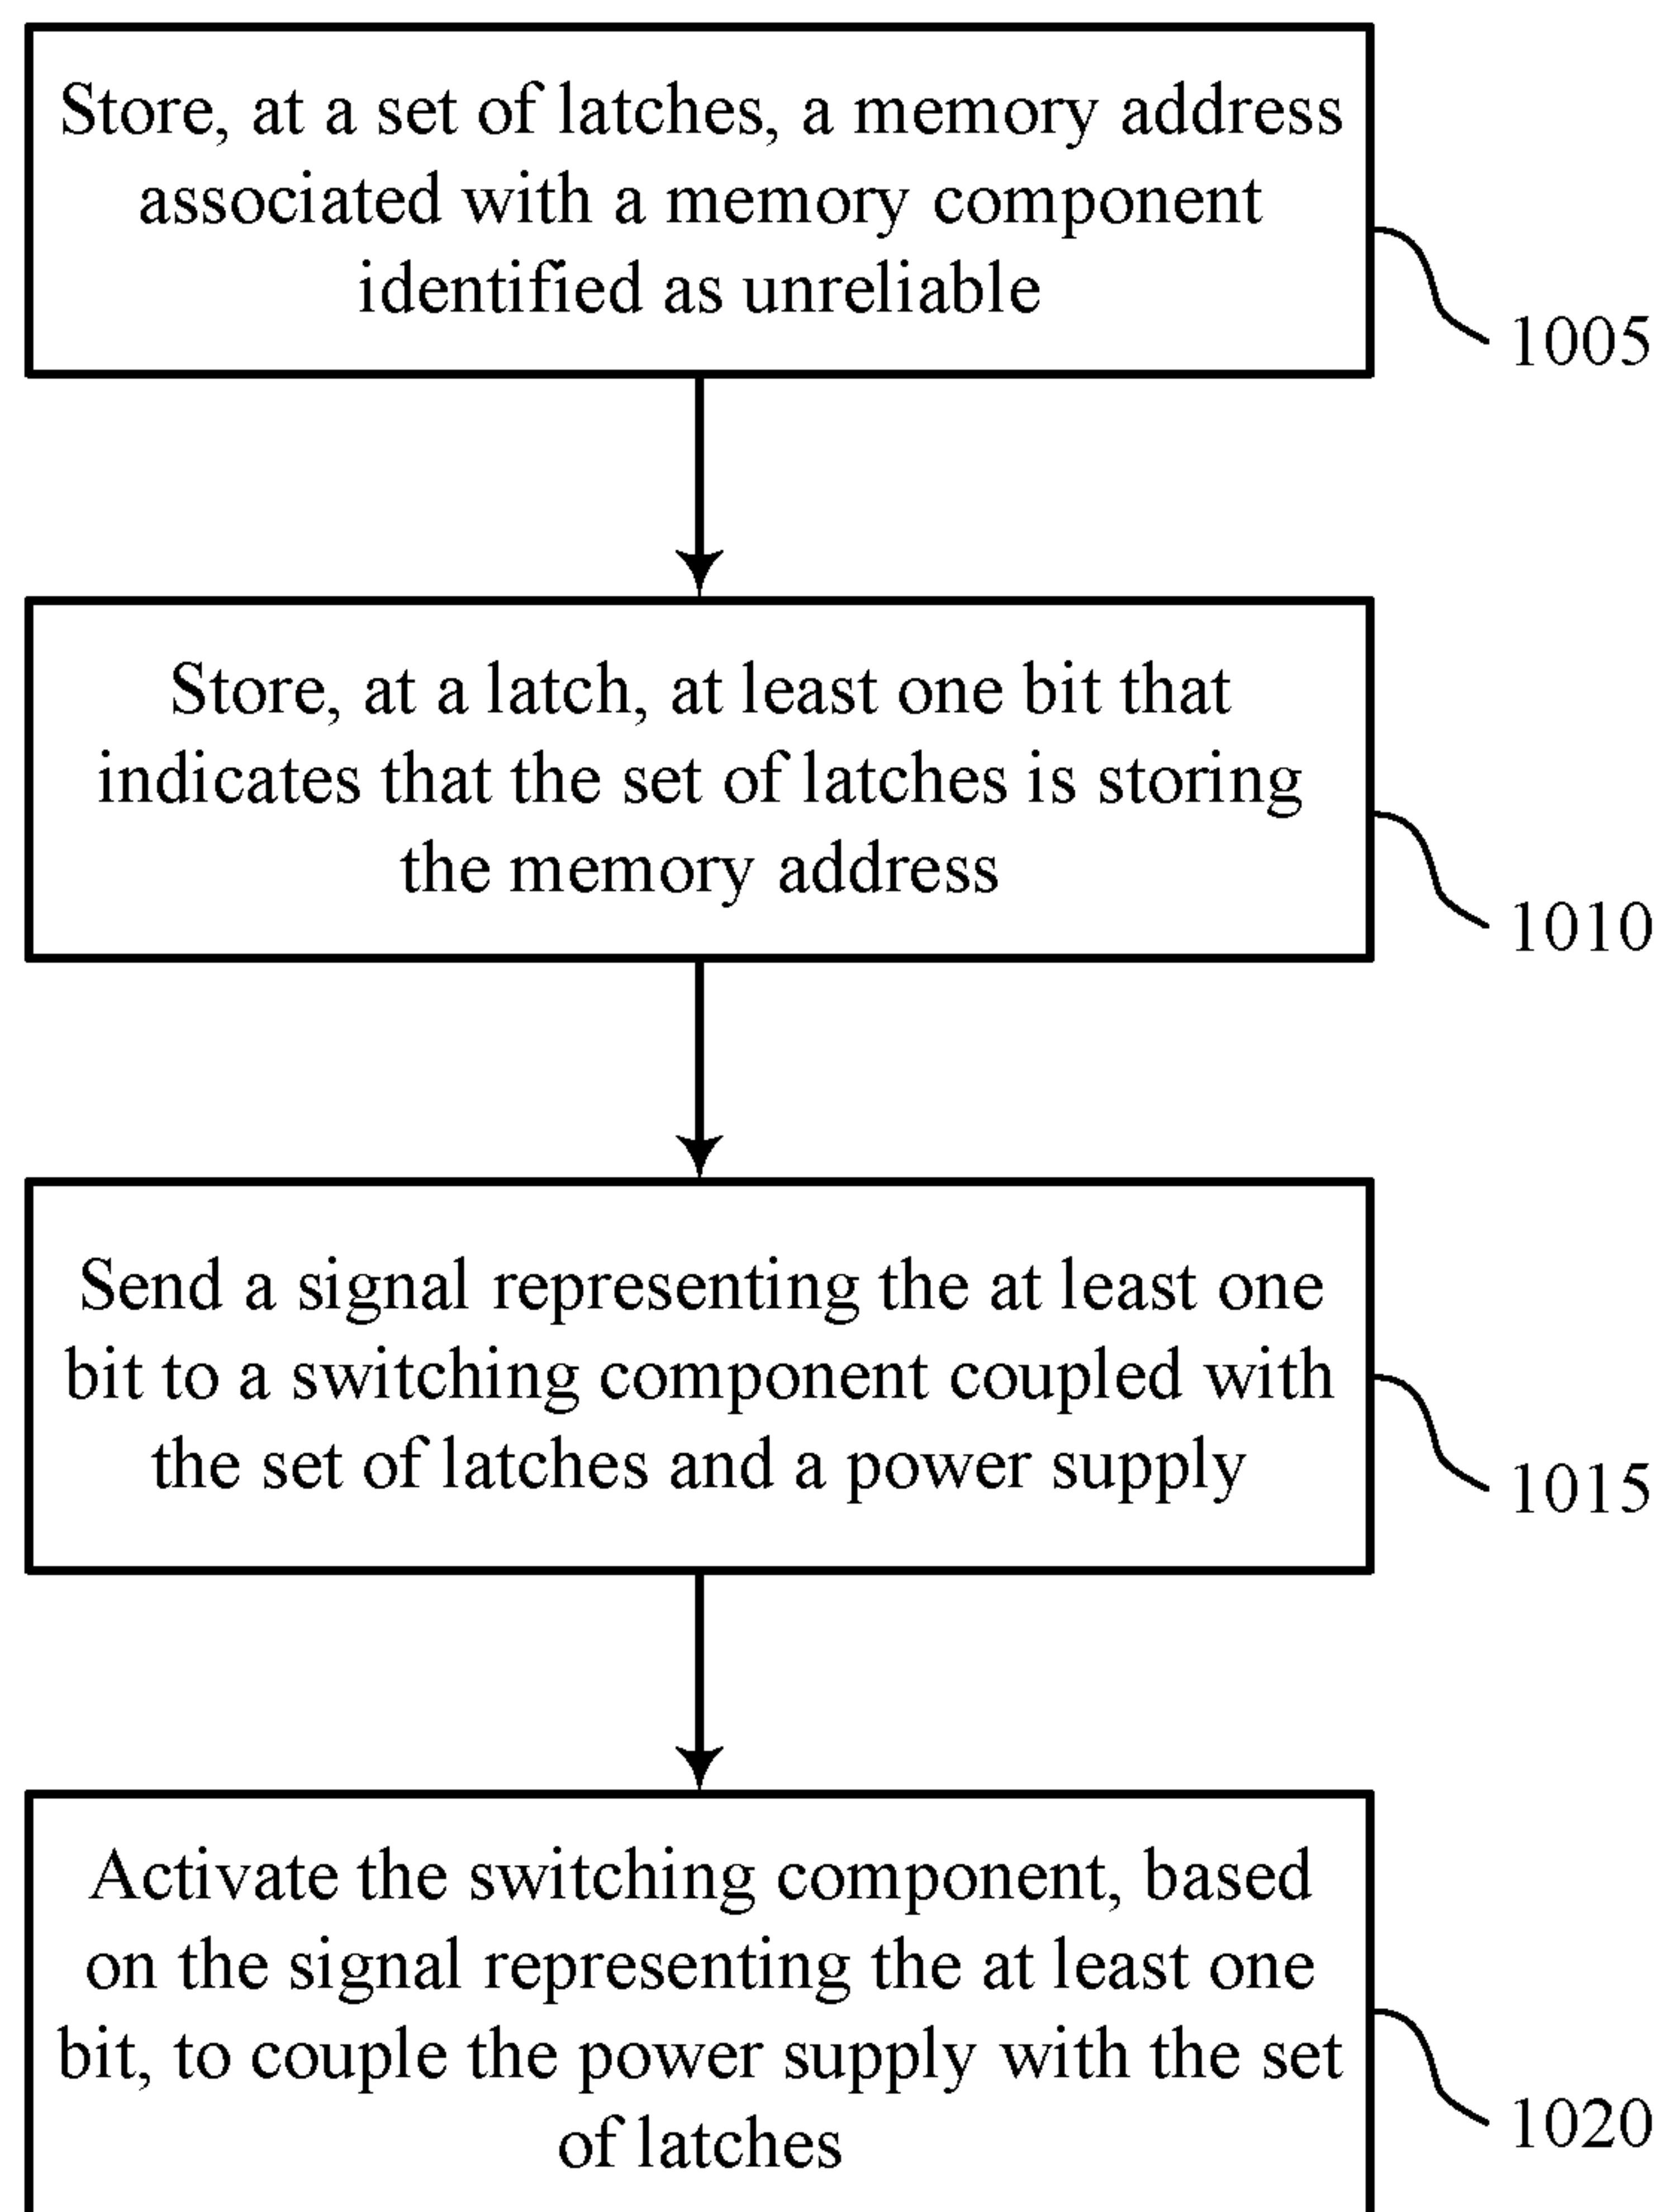 Store, at a set of latches, a memory address
associated with a memory component
identified as unreliable
1005
Store, at a latch, at least one bit that
indicates that the set of latches is storing
the memory address
1010
Send a signal representing the at least one
bit to a switching component coupled with
the set of latches and a power supply
1015
Activate the switching component, based
on the signal representing the at least one
bit, to couple the power supply with the set
of latches
1020